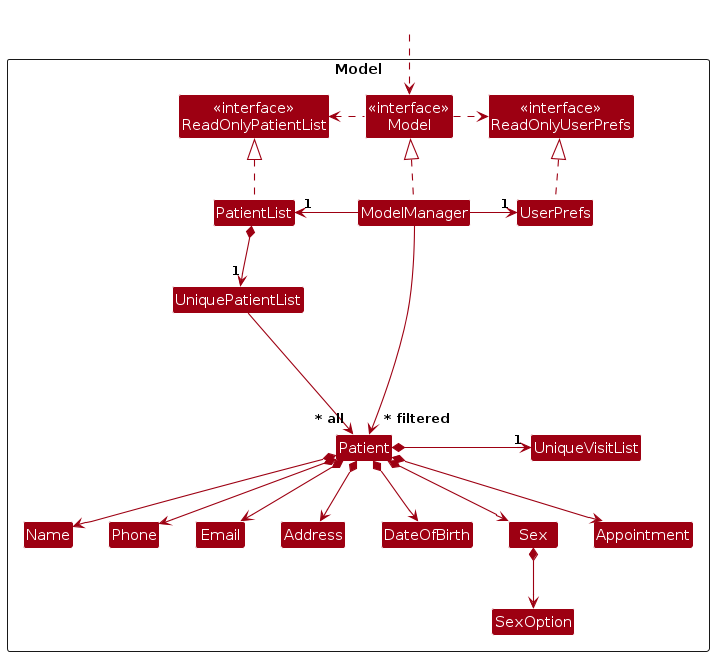 Model
«interface»
ReadOnlyPatientList
«interface»
Model
«interface»
ReadOnlyUserPrefs
PatientList
1
ModelManager
1
UserPrefs
1
UniquePatientList
* all
* filtered
Patient
1
UniqueVisitList
Name
Phone
Email
Address
DateOfBirth
Sex
Appointment
SexOption